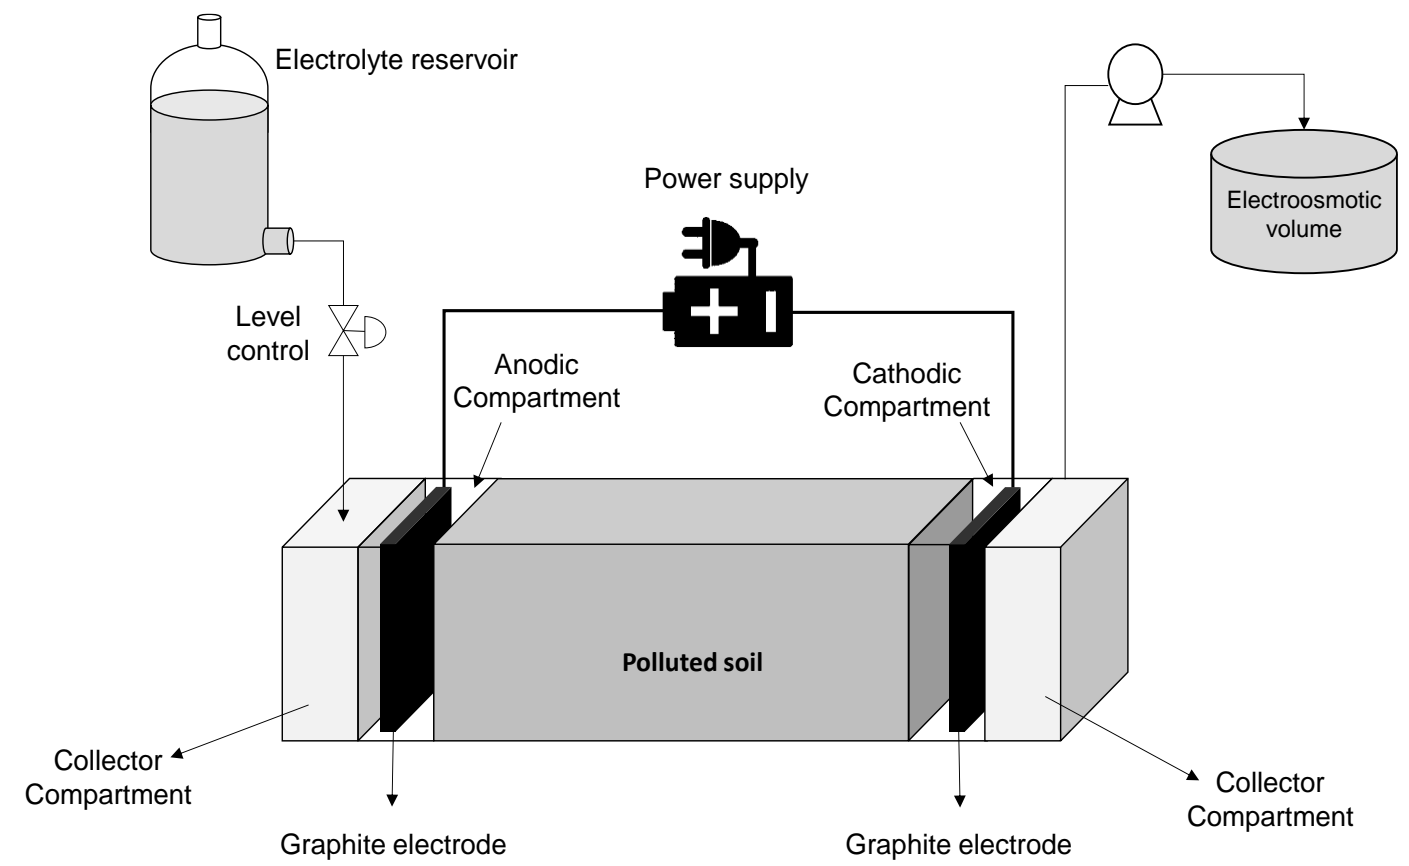 Electrolyte reservoir
Electroosmotic
volume
Power supply
Level
control
Anodic
Compartment
Cathodic
Compartment
Polluted soil
Collector
Compartment
Collector
Compartment
Graphite electrode
Graphite electrode